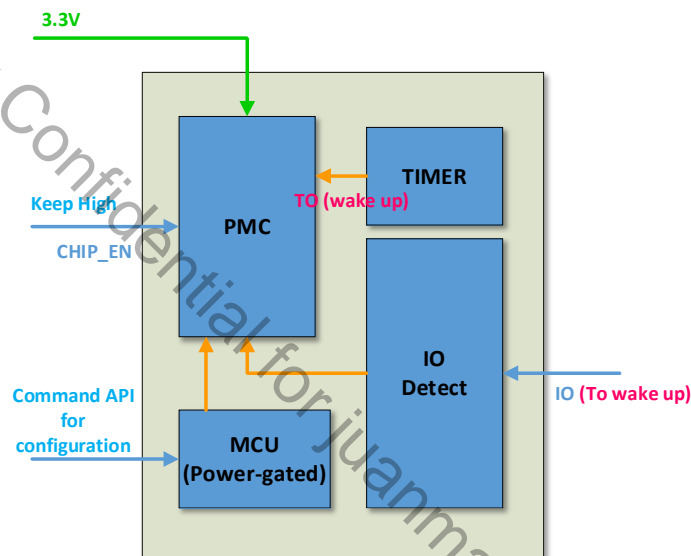 3.3V
Keep High
CHIP_EN
PMC
TIMER
TO (wake up)
IO
Detect
IO (To wake up)
Command API
for
configuration
MCU
(Power-gated)
Confidential for juanma